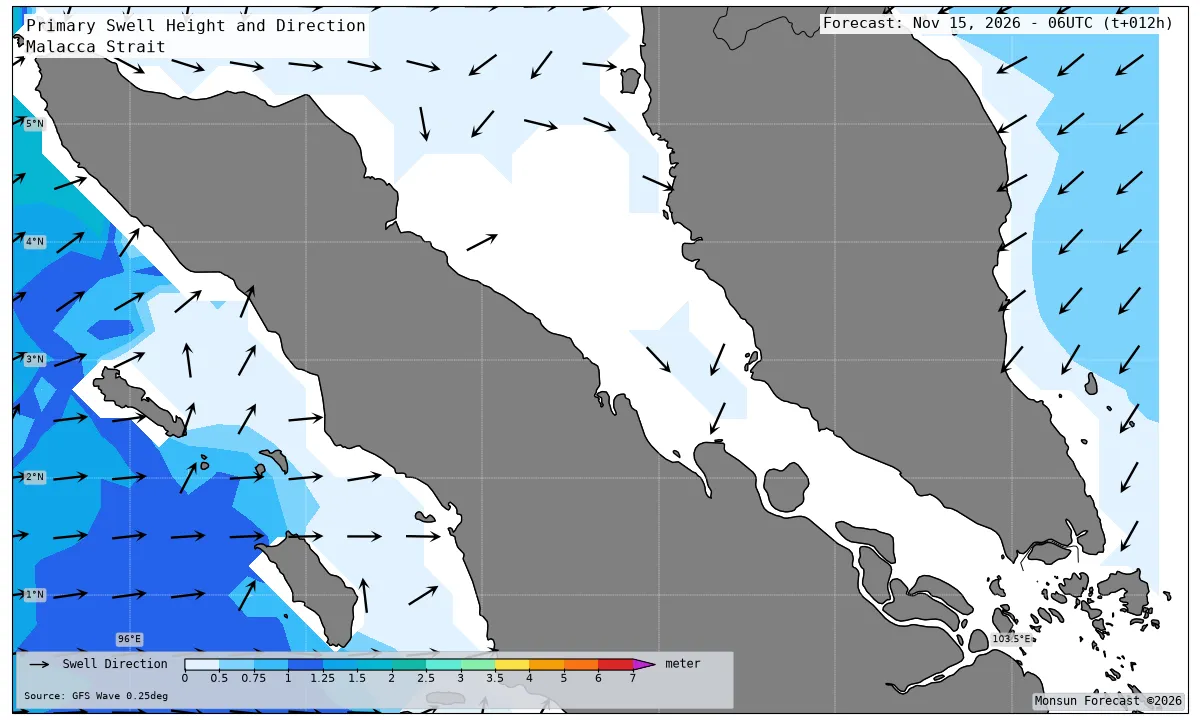 Primary Swell Height and Direction
Malacca Strait
Forecast: Nov 15, 2026 - 06UTC (t+012h)
5°N
4°N
3°N
2°N
1°N
96°E
103.5°E
Swell Direction
meter
0 0.5 0.75 1 1.25 1.5 2 2.5 3 3.5 4 5 6 7
Source: GFS Wave 0.25deg
Monsun Forecast ©2026